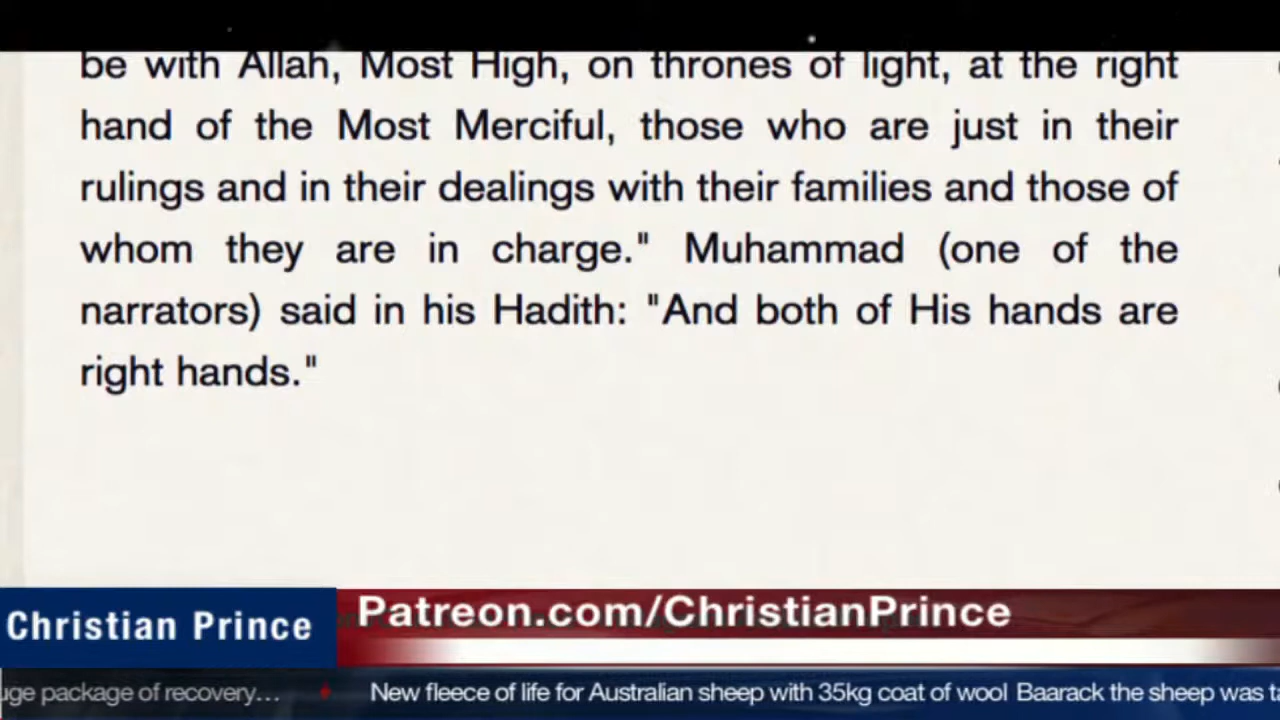 be with Allah, Most High, on thrones of light, at the right
hand of the Most Merciful, those who are just in their
rulings and in their dealings with their families and those of
whom they are in charge." Muhammad (one of the
narrators) said in his Hadith: "And both of His hands are
right hands."
Christian Prince
Patreon.com/ChristianPrince
package of recovery... New fleece of life for Australian sheep with 35kg coat of wool Baarack the sheep was